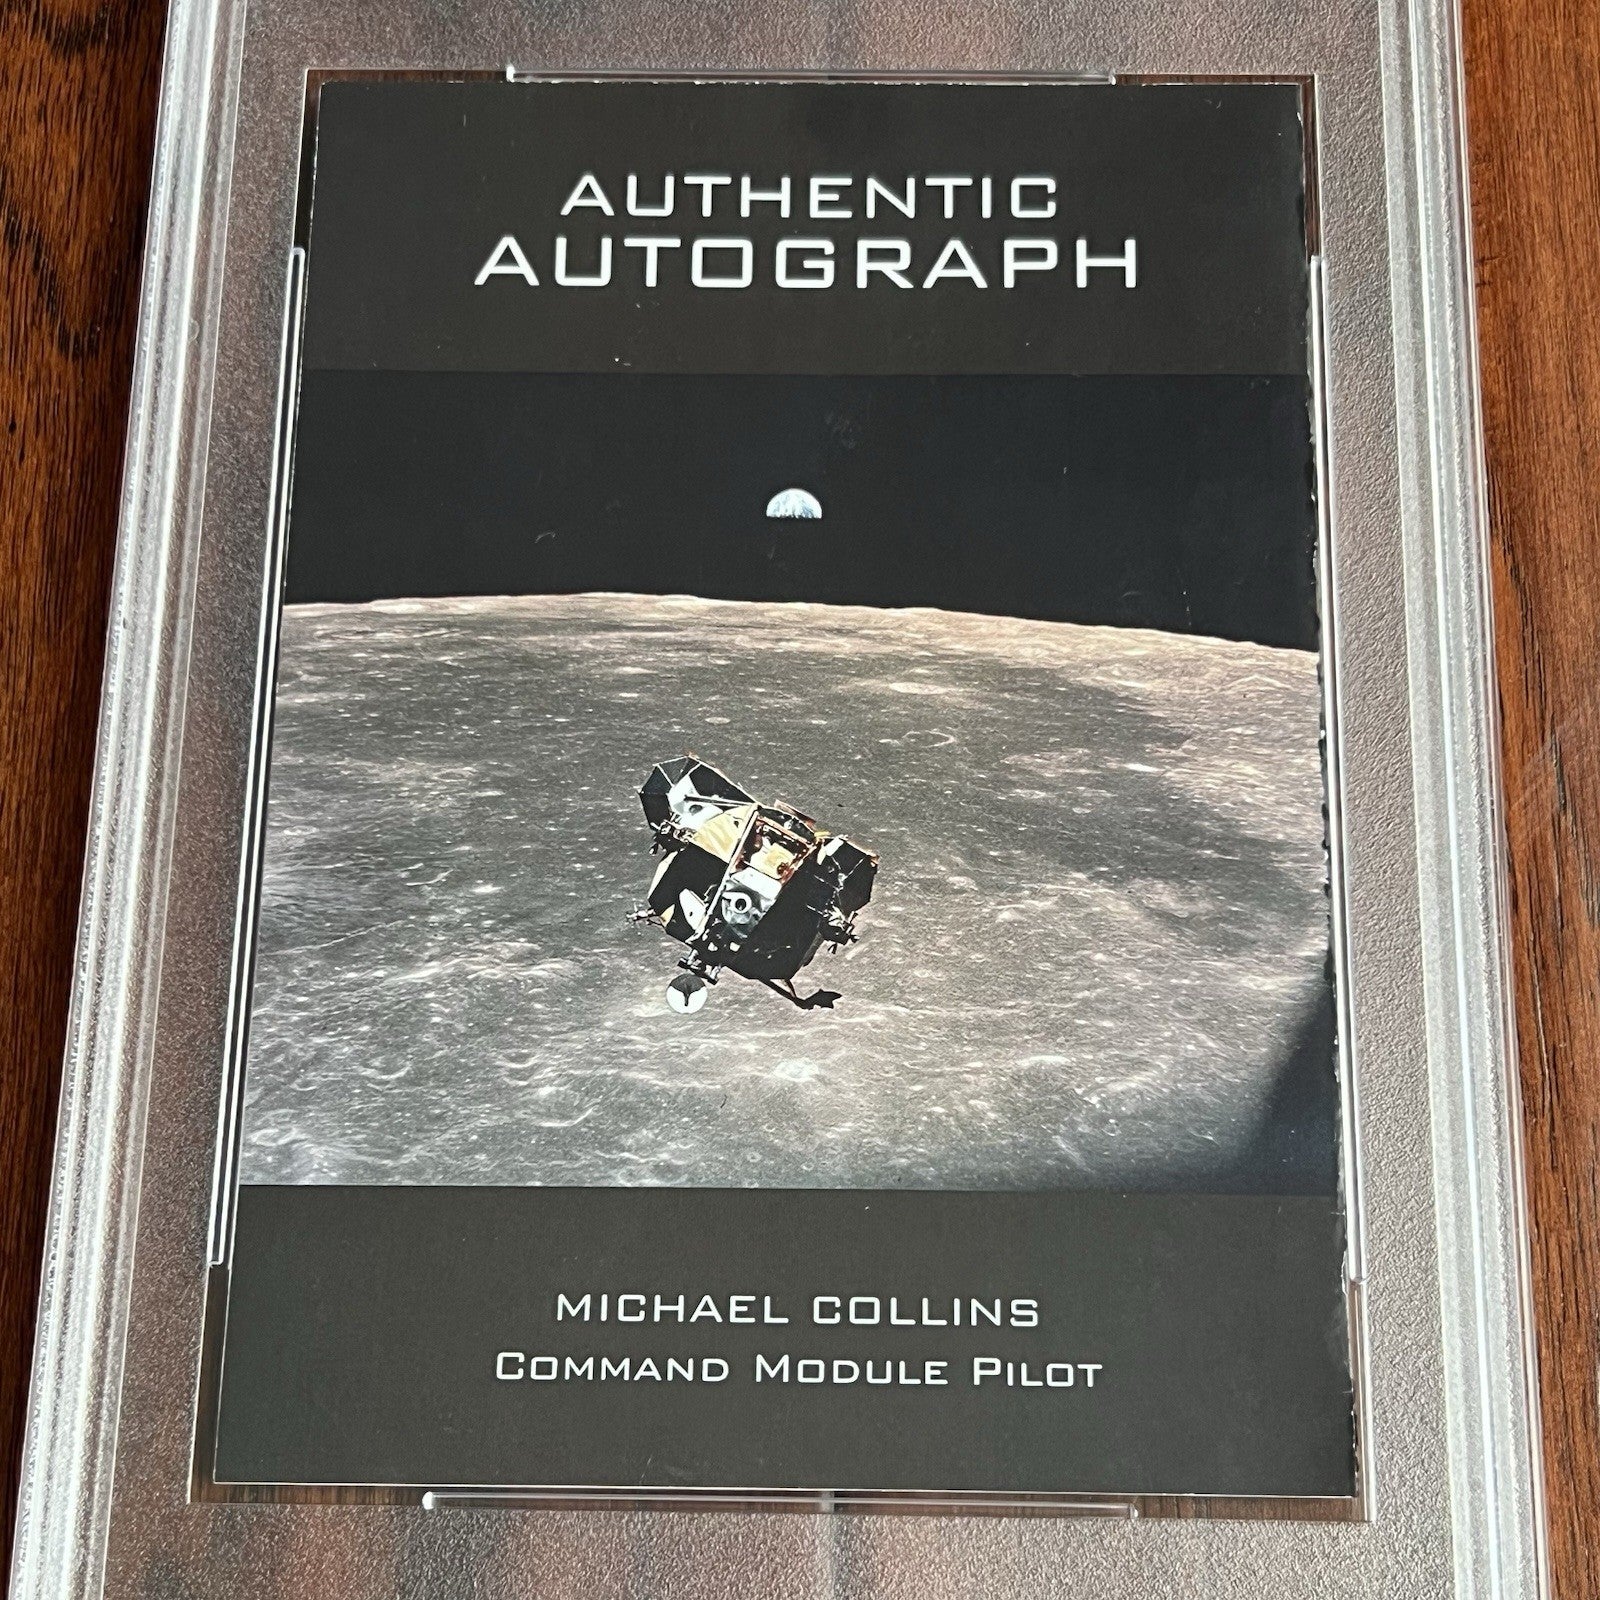 AUTHENTIC
AUTOGRAPH
MICHAEL COLLINS
COMMAND MODULE PILOT